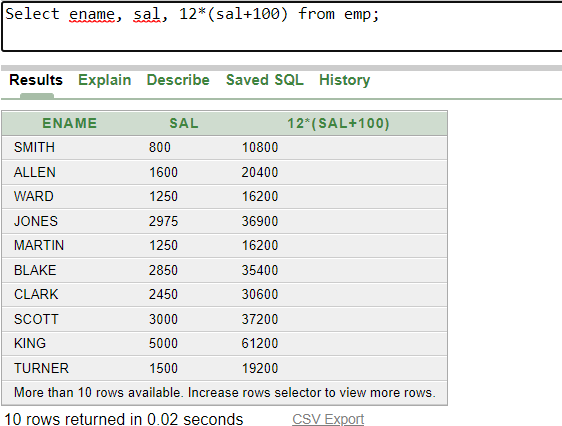 Select ename, sal, 12*(sal+100) from emp;
Results Explain Describe Saved SQL History
ENAME SAL 12*(SAL+100)
SMITH 800 10800
ALLEN 1600 20400
WARD 1250 16200
JONES 2975 36900
MARTIN 1250 16200
BLAKE 2850 35400
CLARK 2450 30600
SCOTT 3000 37200
KING 5000 61200
TURNER 1500 19200
More than 10 rows available. Increase rows selector to view more rows.
10 rows returned in 0.02 seconds CSV Export